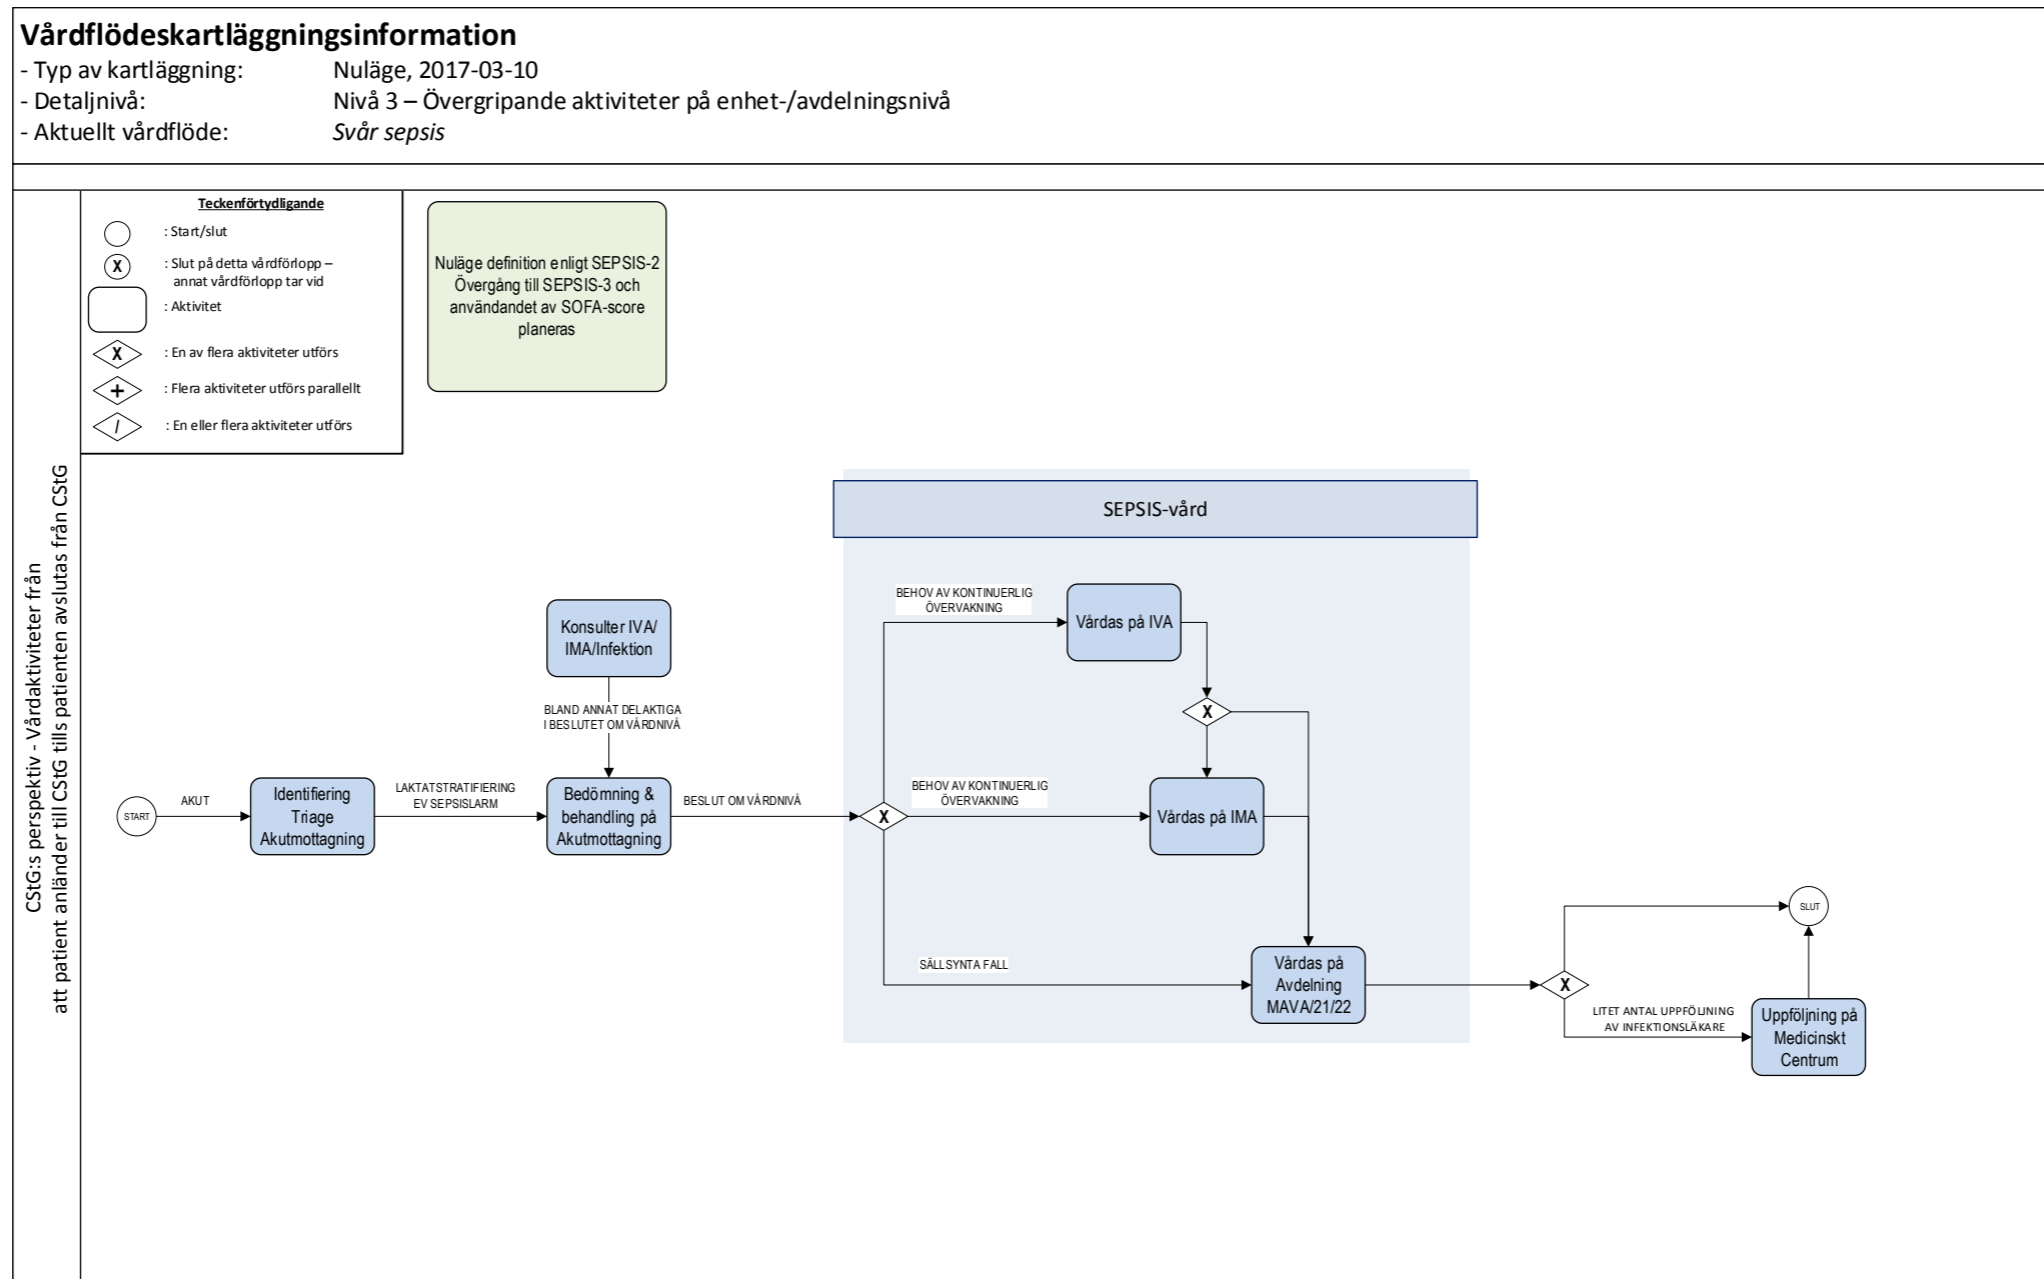 Vårdflödeskartläggningsinformation
- Typ av kartläggning: Nuläge, 2017-03-10
- Detaljnivå: Nivå 3 – Övergripande aktiviteter på enhet-/avdelningsnivå
- Aktuellt vårdflöde: Svår sepsis
CStG:s perspektiv - Vårdaktiviteter från
att patient anländer till CStG tills patienten avslutas från CStG
Teckenförtydligande
: Start/slut
X
: Slut på detta vårdförlopp –
annat vårdförlopp tar vid
: Aktivitet
X
: En av flera aktiviteter utförs
+
: Flera aktiviteter utförs parallellt
/
: En eller flera aktiviteter utförs
Nuläge definition enligt SEPSIS-2
Övergång till SEPSIS-3 och
användandet av SOFA-score
planeras
START
AKUT
Identifiering
Triage
Akutmottagning
LAKTATSTRATIFIERING
EV SEPSISLARM
Konsulter IVA/
IMA/Infektion
BLAND ANNAT DELAKTIGA
I BESLUTET OM VÅRDNIVÅ
Bedömning &
behandling på
Akutmottagning
BESLUT OM VÅRDNIVÅ
SEPSIS-vård
X
BEHOV AV KONTINUERLIG
ÖVERVAKNING
Vårdas på IVA
X
BEHOV AV KONTINUERLIG
ÖVERVAKNING
Vårdas på IMA
SÄLLSYNTA FALL
Vårdas på
Avdelning
MAVA/21/22
X
SLUT
LITET ANTAL UPPFÖLJNING
AV INFEKTIONSLÄKARE
Uppföljning på
Medicinskt
Centrum